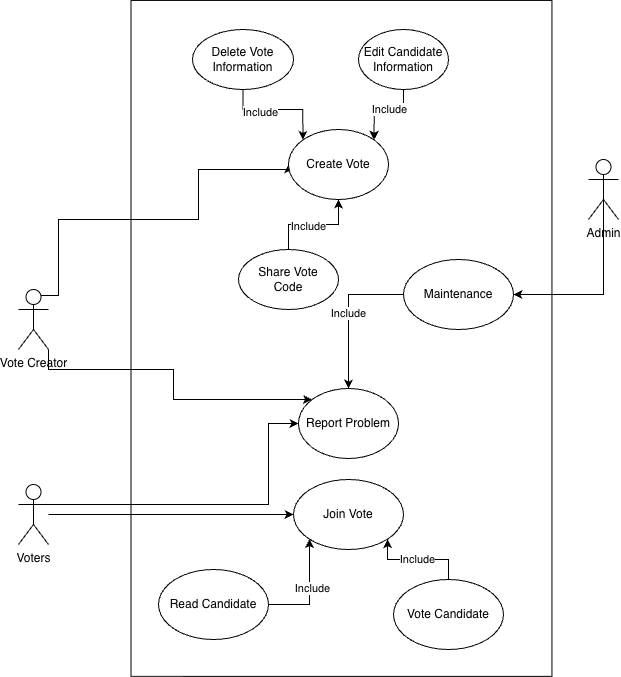 Delete Vote
Information
Edit Candidate
Information
Include
Include
Create Vote
Include
Admin
Share Vote
Code
Maintenance
Include
Vote Creator
Report Problem
Join Vote
Voters
Include
Include
Read Candidate
Vote Candidate